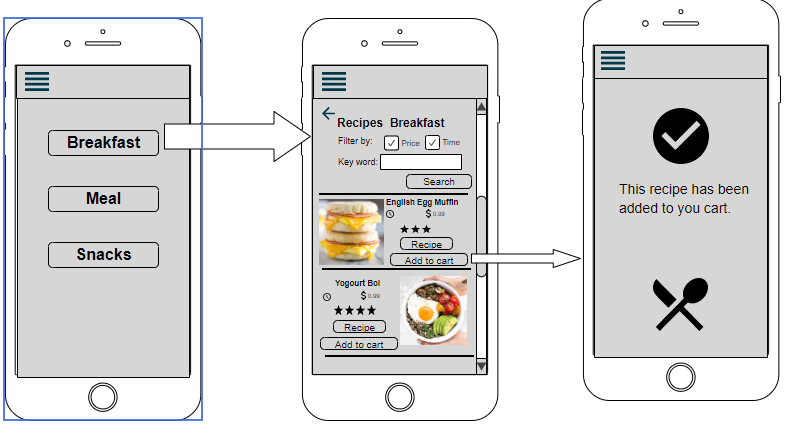 Breakfast
Meal
Snacks
Recipes Breakfast
Filter by: Price Time
Key word:
Search
English Egg Muffin
$ 0.99
Recipe
Add to cart
Yogourt Bol
$ 0.99
Recipe
Add to cart
This recipe has been
added to you cart.